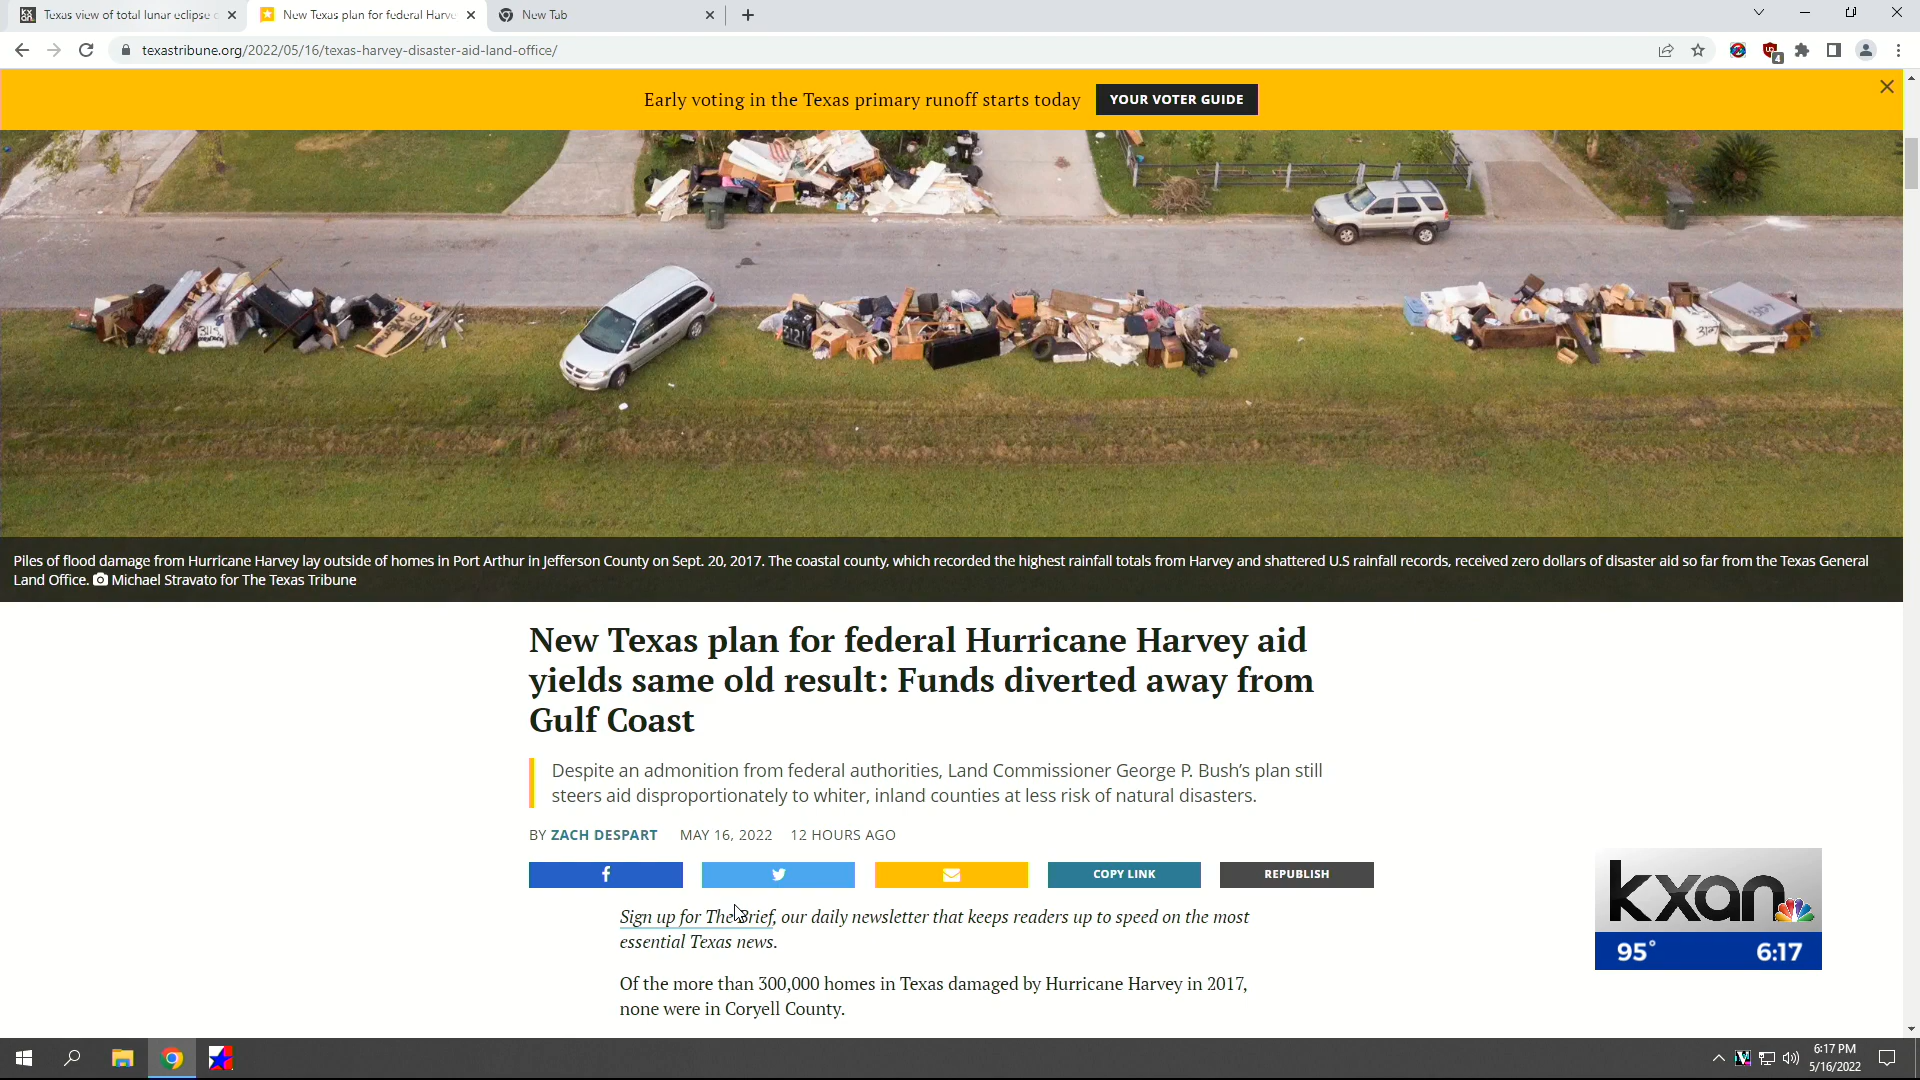 Texas view of total lunar eclipse
New Texas plan for federal Harve
New Tab
texastribune.org/2022/05/16/texas-harvey-disaster-aid-land-office/
4
Early voting in the Texas primary runoff starts today
YOUR VOTER GUIDE
Piles of flood damage from Hurricane Harvey lay outside of homes in Port Arthur in Jefferson County on Sept. 20, 2017. The coastal county, which recorded the highest rainfall totals from Harvey and shattered U.S rainfall records, received zero dollars of disaster aid so far from the Texas General
Land Office. Michael Stravato for The Texas Tribune
New Texas plan for federal Hurricane Harvey aid
yields same old result: Funds diverted away from
Gulf Coast
Despite an admonition from federal authorities, Land Commissioner George P. Bush's plan still
steers aid disproportionately to whiter, inland counties at less risk of natural disasters.
BY ZACH DESPART MAY 16, 2022 12 HOURS AGO
COPY LINK
REPUBLISH
Sign up for The Brief, our daily newsletter that keeps readers up to speed on the most
essential Texas news.
Of the more than 300,000 homes in Texas damaged by Hurricane Harvey in 2017,
none were in Coryell County.
kxan
95° 6:17
6:17 PM
5/16/2022